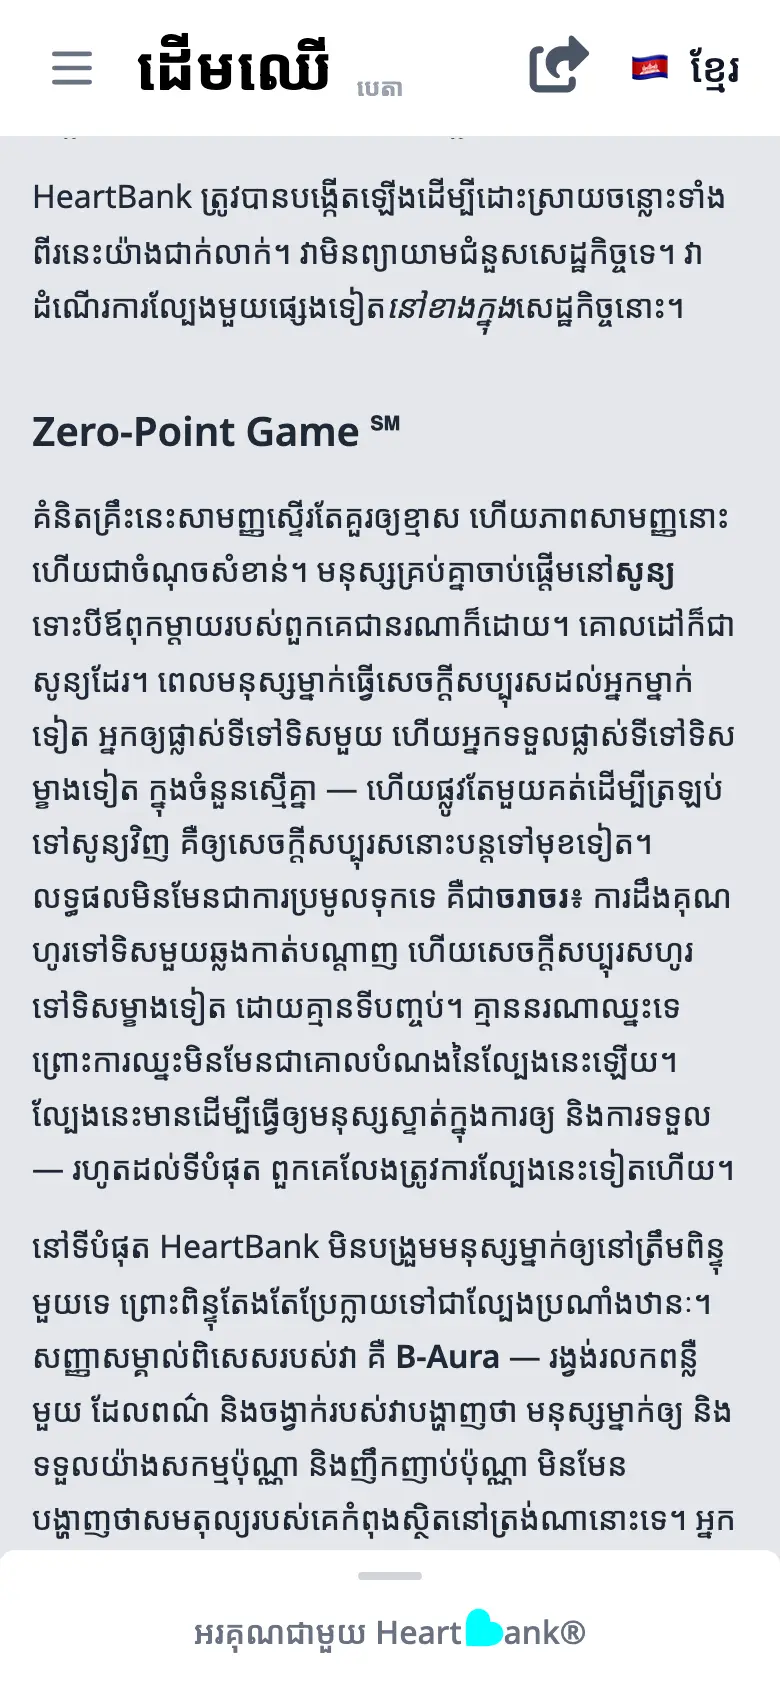 ដើមឈើ
បេតា
ខ្មែរ
HeartBank ត្រូវបានបង្កើតឡើងដើម្បីដោះស្រាយចន្លោះទាំង
ពីរនេះយ៉ាងជាក់លាក់។ វាមិនព្យាយាមជំនួសសេដ្ឋកិច្ចទេ។ វា
ដំណើរការល្បែងមួយផ្សេងទៀតនៅខាងក្នុងសេដ្ឋកិច្ចនោះ។
Zero-Point Game ℠
គំនិតគ្រឹះនេះសាមញ្ញស្ទើរតែគួរឲ្យខ្មាស ហើយភាពសាមញ្ញនោះ
ហើយជាចំណុចសំខាន់។ មនុស្សគ្រប់គ្នាចាប់ផ្តើមនៅសូន្យ
ទោះបីឪពុកម្តាយរបស់ពួកគេជានរណាក៏ដោយ។ គោលដៅក៏ជា
សូន្យដែរ។ ពេលមនុស្សម្នាក់ធ្វើសេចក្តីសប្បុរសដល់អ្នកម្នាក់
ទៀត អ្នកឲ្យផ្លាស់ទីទៅទិសមួយ ហើយអ្នកទទួលផ្លាស់ទីទៅទិស
ម្ខាងទៀត ក្នុងចំនួនស្មើគ្នា — ហើយផ្លូវតែមួយគត់ដើម្បីត្រឡប់
ទៅសូន្យវិញ គឺឲ្យសេចក្តីសប្បុរសនោះបន្តទៅមុខទៀត។
លទ្ធផលមិនមែនជាការប្រមូលទុកទេ គឺជាចរាចរ៖ ការដឹងគុណ
ហូរទៅទិសមួយឆ្លងកាត់បណ្តាញ ហើយសេចក្តីសប្បុរសហូរ
ទៅទិសម្ខាងទៀត ដោយគ្មានទីបញ្ចប់។ គ្មាននរណាឈ្នះទេ
ព្រោះការឈ្នះមិនមែនជាគោលបំណងនៃល្បែងនេះឡើយ។
ល្បែងនេះមានដើម្បីធ្វើឲ្យមនុស្សស្ទាត់ក្នុងការឲ្យ និងការទទួល
— រហូតដល់ទីបំផុត ពួកគេលែងត្រូវការល្បែងនេះទៀតហើយ។
នៅទីបំផុត HeartBank មិនបង្រួមមនុស្សម្នាក់ឲ្យនៅត្រឹមពិន្ទុ
មួយទេ ព្រោះពិន្ទុតែងតែប្រែក្លាយទៅជាល្បែងប្រណាំងឋានៈ។
សញ្ញាសម្គាល់ពិសេសរបស់វា គឺ B-Aura — រង្វង់រលកពន្លឺ
មួយ ដែលពណ៌ និងចង្វាក់របស់វាបង្ហាញថា មនុស្សម្នាក់ឲ្យ និង
ទទួលយ៉ាងសកម្មប៉ុណ្ណា និងញឹកញាប់ប៉ុណ្ណា មិនមែន
បង្ហាញថាសមតុល្យរបស់គេកំពុងស្ថិតនៅត្រង់ណានោះទេ។ អ្នក
អរគុណជាមួយ HeartBank®